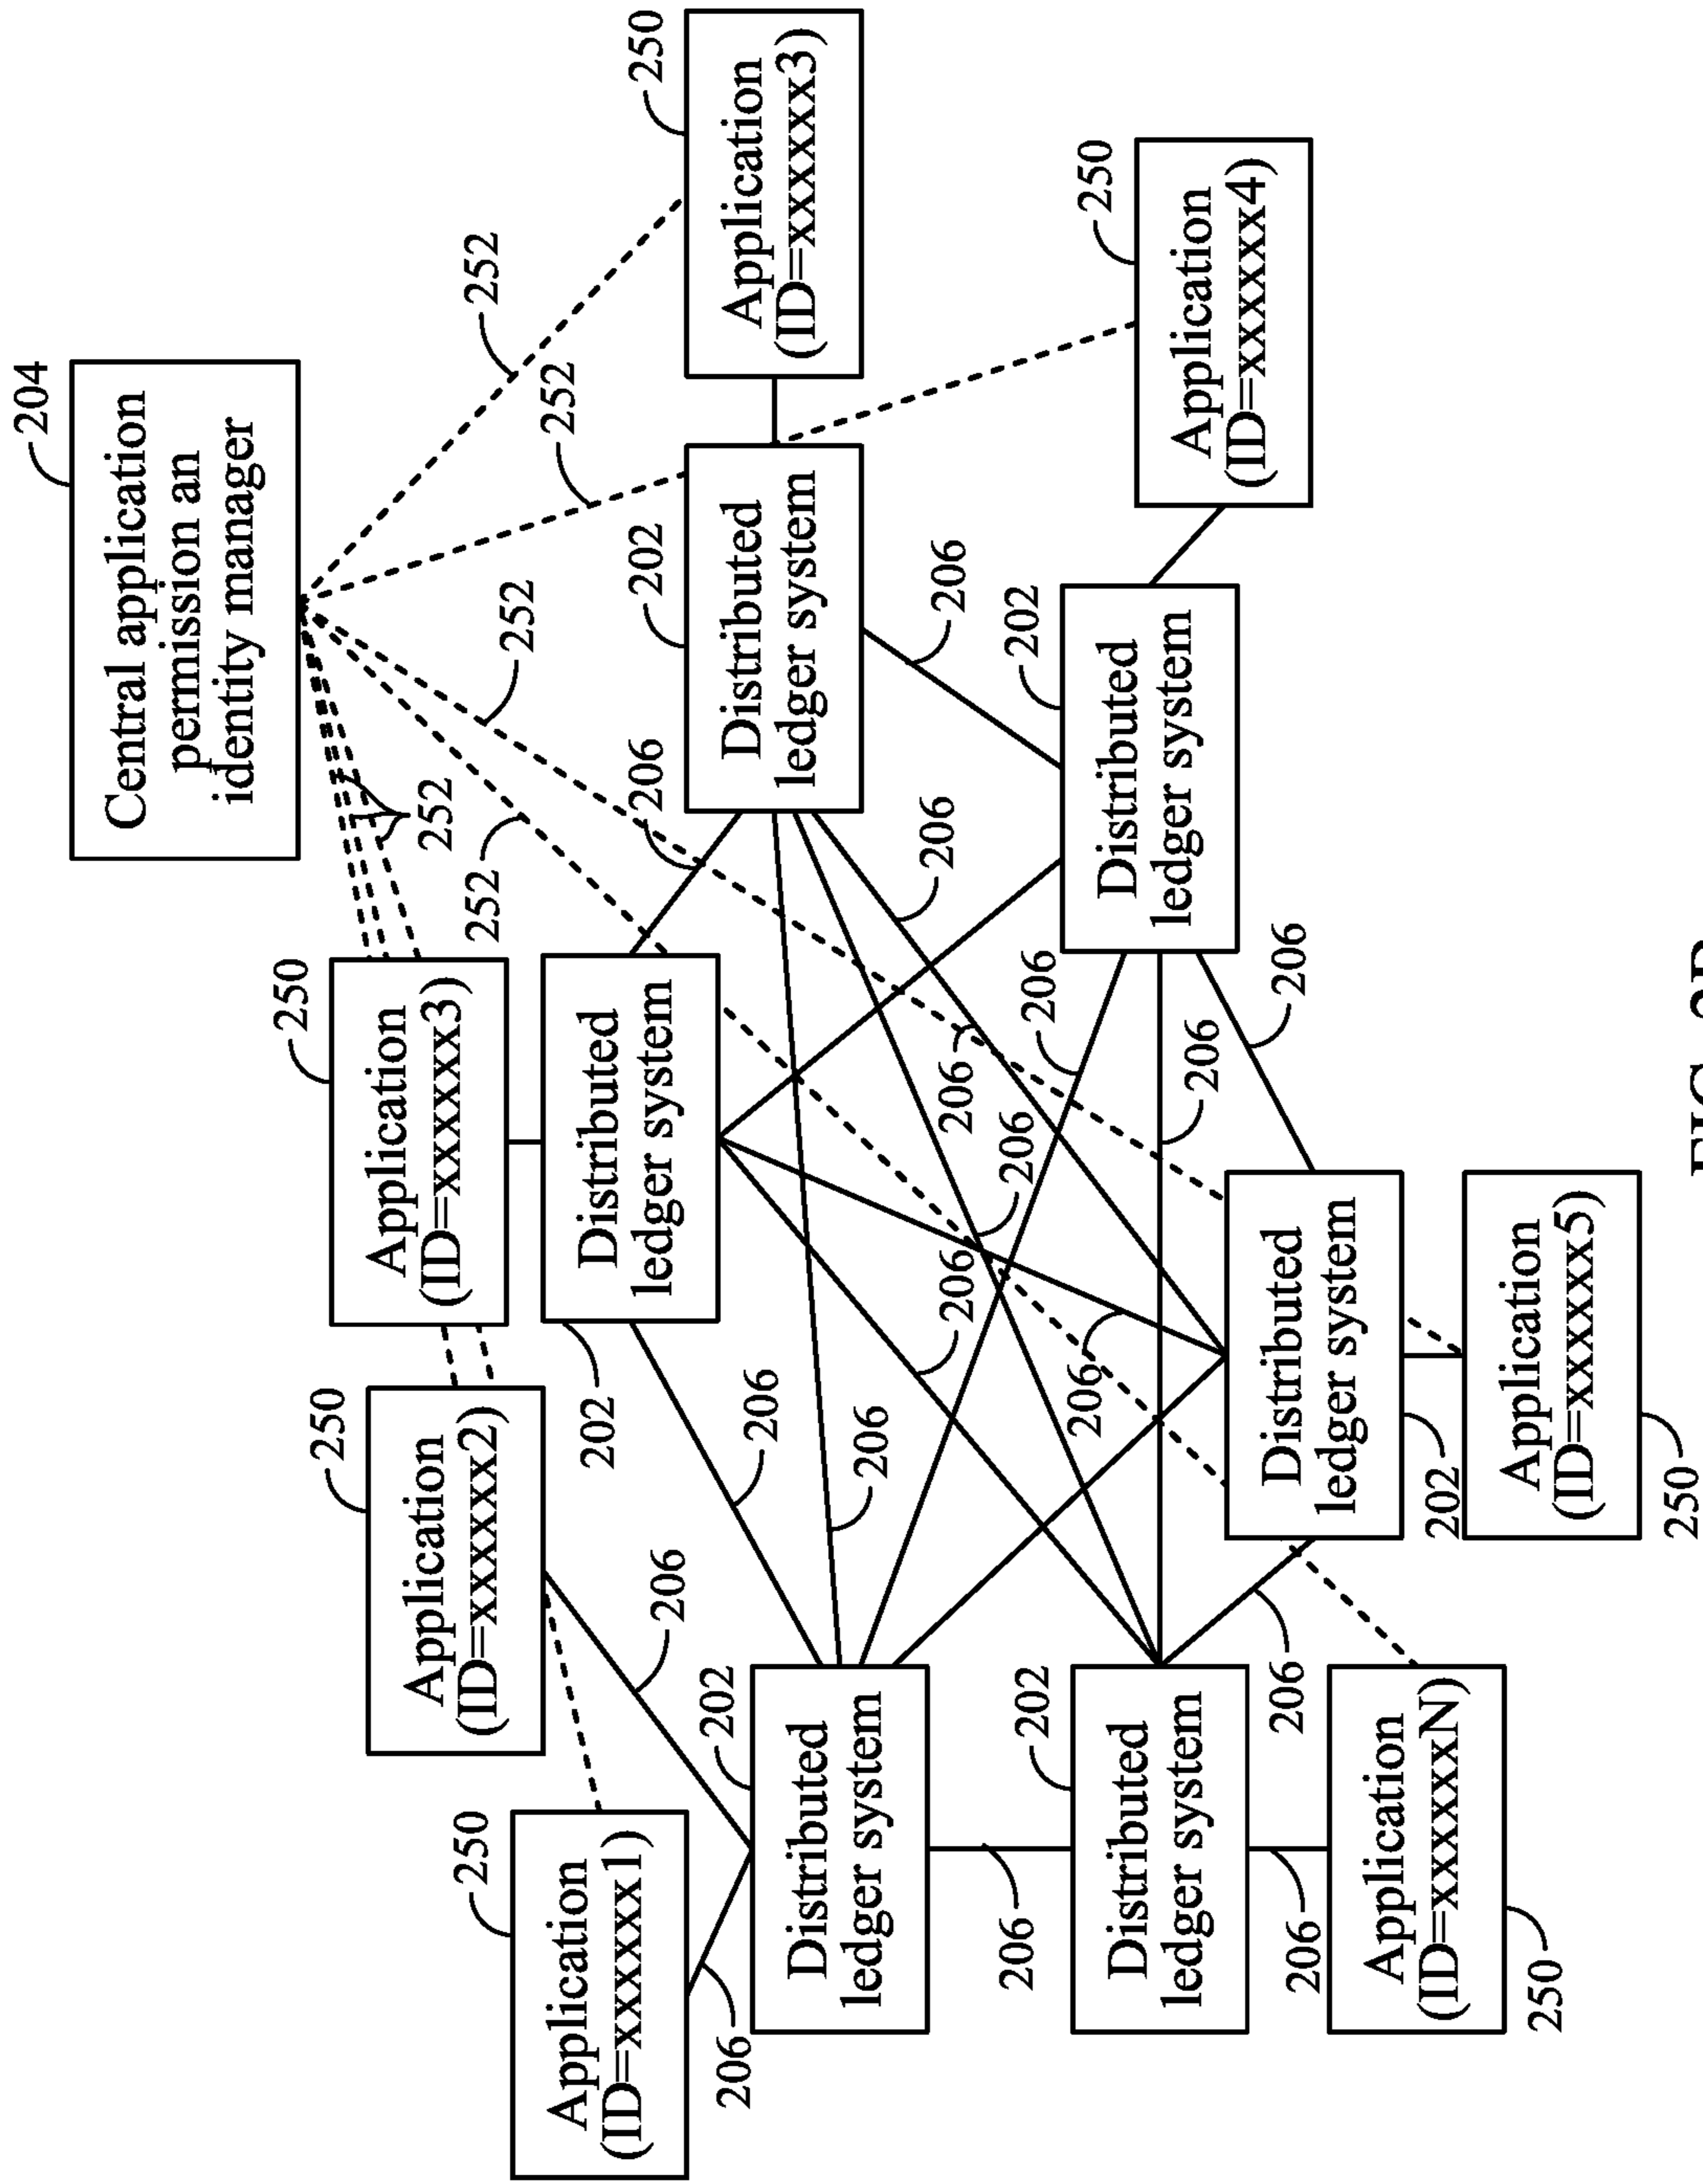 204
Central application
permission an
identity manager
250
Application
(ID=xxxxxx3)
250
Application
(ID=xxxxxx2)
252
250
Application
(ID=xxxxxx1)
252
252
252
252
202
Distributed
ledger system
206
250
Application
(ID=xxxxxx3)
202
Distributed
ledger system
206
206
202
Distributed
ledger system
206
206
206
206
206
206
206
206
202
Distributed
ledger system
202
Distributed
ledger system
206
206
250
Application
(ID=xxxxxx4)
206
206
206
206
206
202
Distributed
ledger system
250
Application
(ID=xxxxxxN)
250
Application
(ID=xxxxxx5)